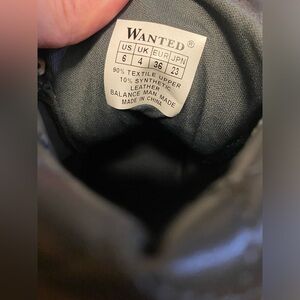 WANTED®
US UK EUR JPN
6 4 36 23
90% TEXTILE UPPER
10% SYNTHETIC
LEATHER
BALANCE MAN MADE
MADE IN CHINA